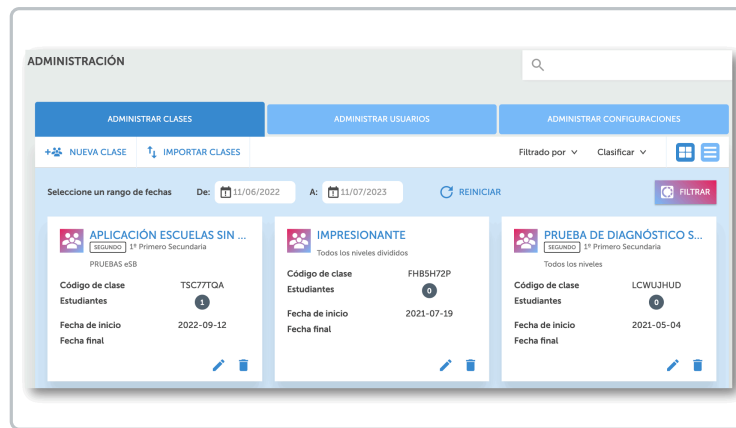 ADMINISTRACIÓN
ADMINISTRAR CLASES
ADMINISTRAR USUARIOS
ADMINISTRAR CONFIGURACIONES
NUEVA CLASE
IMPORTAR CLASES
Filtrado por
Clasificar
Seleccione un rango de fechas
De: 11/06/2022
A: 11/07/2023
REINICIAR
FILTRAR
APLICACIÓN ESCUELAS SIN ...
SEGUNDO 1º Primero Secundaria
PRUEBAS eSB
Código de clase TSC77TQA
Estudiantes 1
Fecha de inicio 2022-09-12
Fecha final
IMPRESIONANTE
Todos los niveles divididos
Código de clase FHB5H72P
Estudiantes 0
Fecha de inicio 2021-07-19
Fecha final
PRUEBA DE DIAGNÓSTICO S...
SEGUNDO 1º Primero Secundaria
Todos los niveles
Código de clase LCWUJHUD
Estudiantes 0
Fecha de inicio 2021-05-04
Fecha final